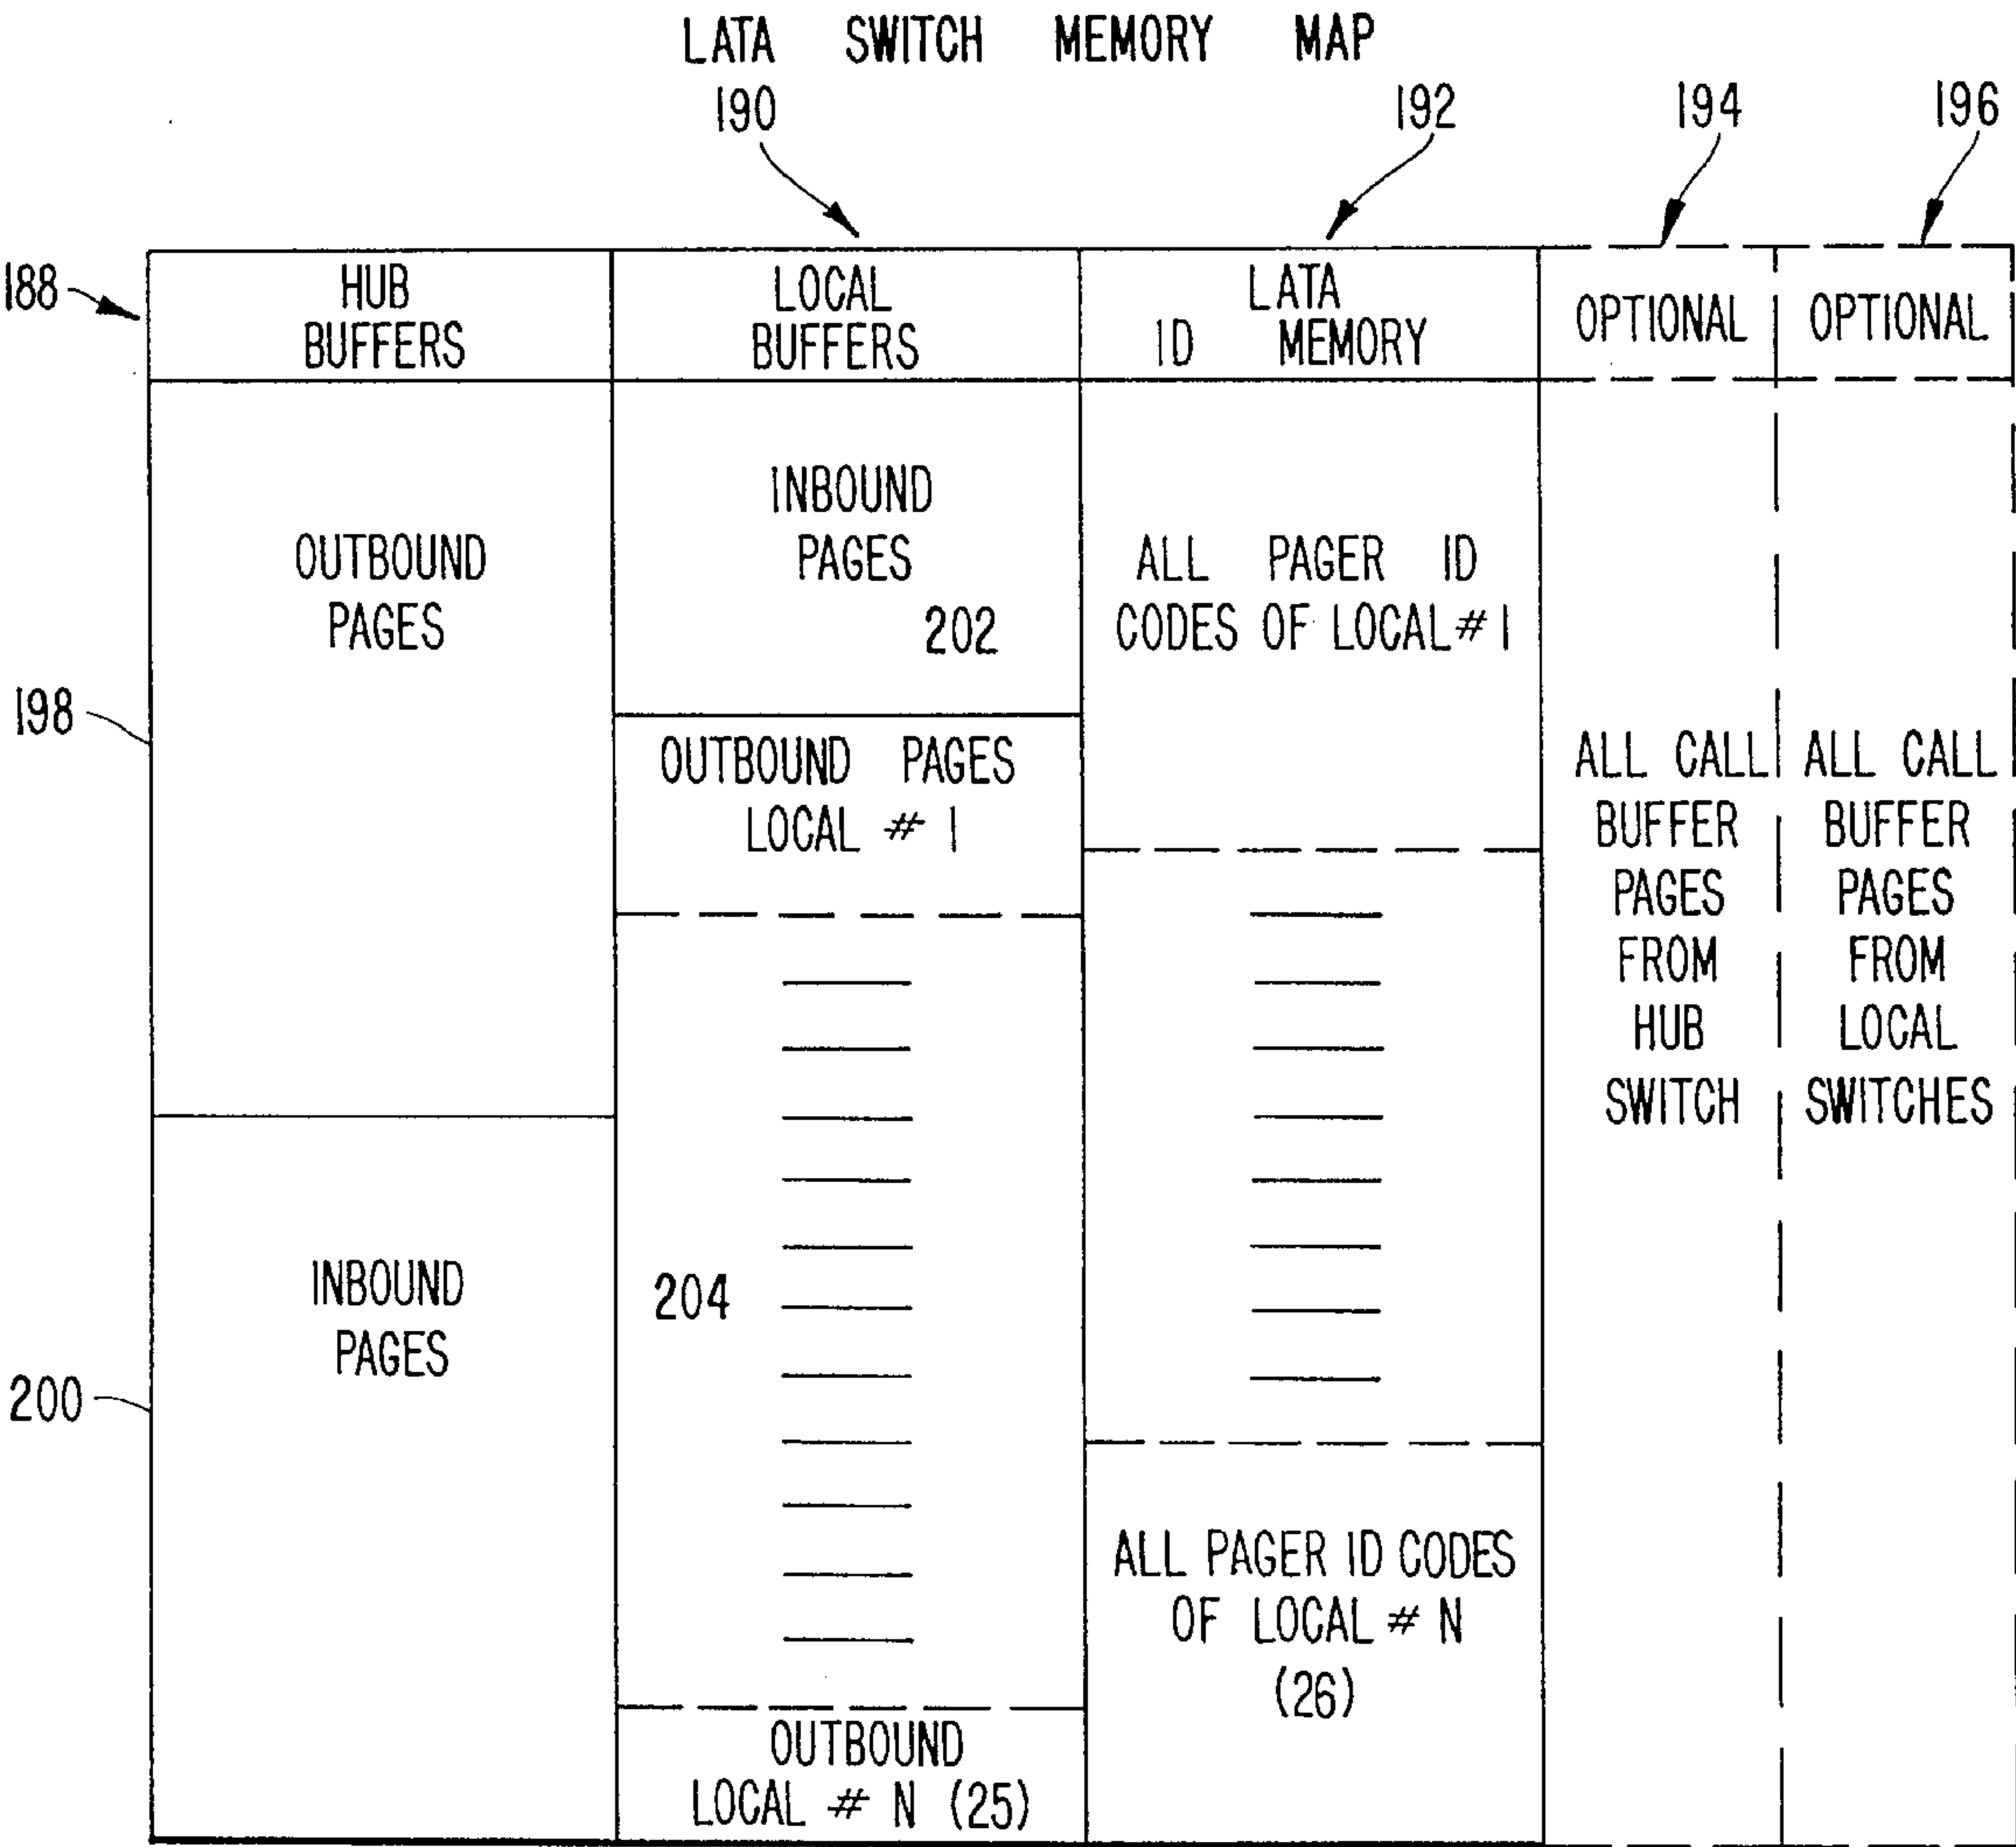 LATA SWITCH MEMORY MAP
190
192
194
196
188
HUB
BUFFERS
LOCAL
BUFFERS
LATA
ID MEMORY
OPTIONAL
OPTIONAL
198
OUTBOUND
PAGES
200
INBOUND
PAGES
INBOUND
PAGES
202
OUTBOUND PAGES
LOCAL # 1
204
OUTBOUND
LOCAL # N (25)
ALL PAGER ID
CODES OF LOCAL # 1
ALL PAGER ID CODES
OF LOCAL # N
(26)
ALL CALL
BUFFER
PAGES
FROM
HUB
SWITCH
ALL CALL
BUFFER
PAGES
FROM
LOCAL
SWITCHES